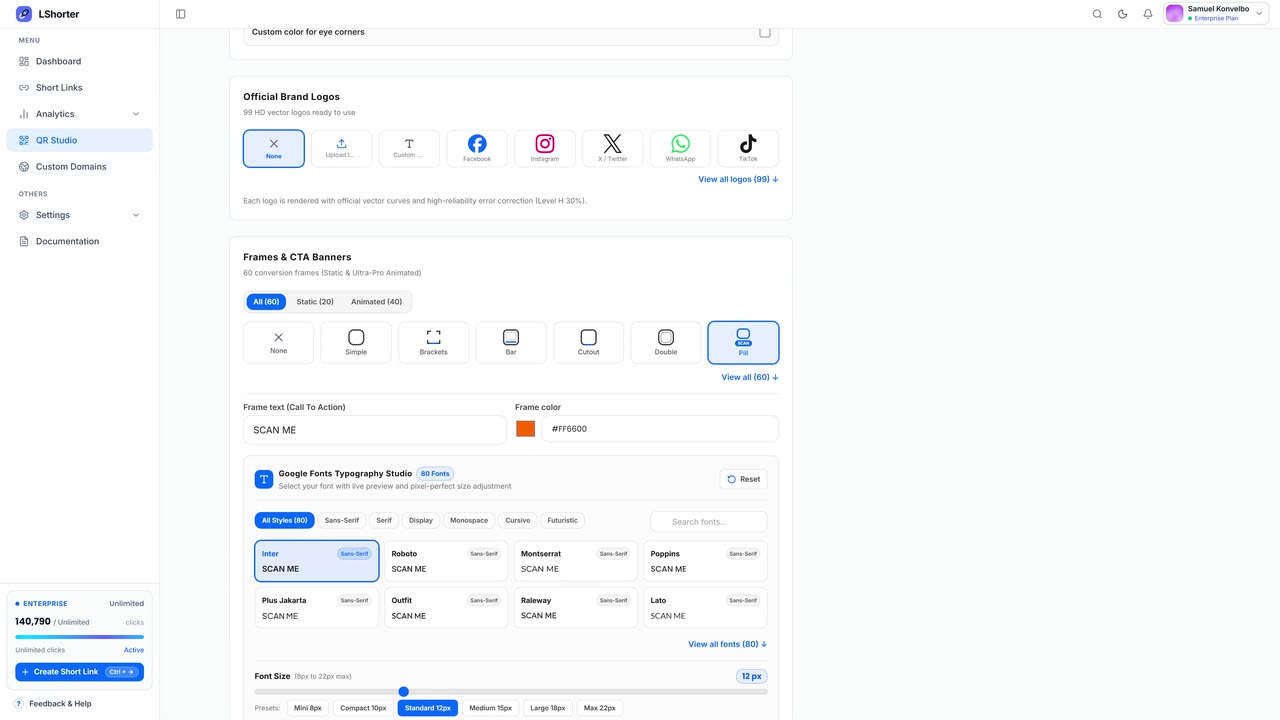 LShorter
Samuel Konvelbo
Enterprise Plan
MENU
Dashboard
Short Links
Analytics
QR Studio
Custom Domains
OTHERS
Settings
Documentation
ENTERPRISE Unlimited
140,790 / Unlimited clicks
Unlimited clicks Active
+ Create Short Link Ctrl + →
? Feedback & Help
Custom color for eye corners
Official Brand Logos
99 HD vector logos ready to use
None
Upload I...
Custom ...
Facebook
Instagram
X / Twitter
WhatsApp
TikTok
View all logos (99) ↓
Each logo is rendered with official vector curves and high-reliability error correction (Level H 30%).
Frames & CTA Banners
60 conversion frames (Static & Ultra-Pro Animated)
All (60) Static (20) Animated (40)
None
Simple
Brackets
Bar
Cutout
Double
SCAN
Pill
View all (60) ↓
Frame text (Call To Action) Frame color
SCAN ME #FF6600
T Google Fonts Typography Studio 80 Fonts
Select your font with live preview and pixel-perfect size adjustment
Reset
All Styles (80) Sans-Serif Serif Display Monospace Cursive Futuristic Search fonts...
Inter Sans-Serif
SCAN ME
Roboto Sans-Serif
SCAN ME
Montserrat Sans-Serif
SCAN ME
Poppins Sans-Serif
SCAN ME
Plus Jakarta Sans-Serif
SCAN ME
Outfit Sans-Serif
SCAN ME
Raleway Sans-Serif
SCAN ME
Lato Sans-Serif
SCAN ME
View all fonts (80) ↓
Font Size (8px to 22px max) 12 px
Presets: Mini 8px Compact 10px Standard 12px Medium 15px Large 18px Max 22px